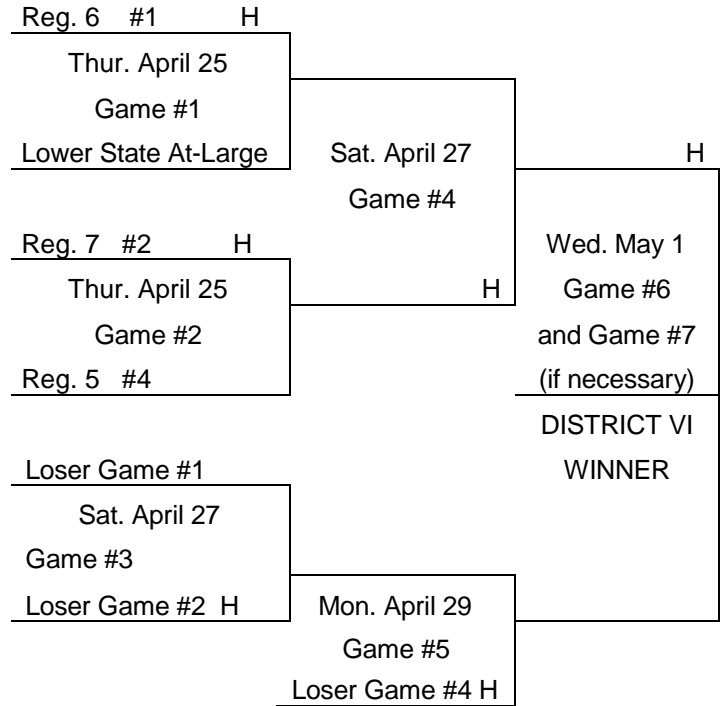 Reg. 6 #1 H
Thur. April 25
Game #1
Lower State At-Large
Sat. April 27
H
Game #4
Reg. 7 #2 H
Wed. May 1
Thur. April 25
H
Game #6
Game #2
and Game #7
Reg. 5 #4
(if necessary)
DISTRICT VI
Loser Game #1
WINNER
Sat. April 27
Game #3
Loser Game #2 H
Mon. April 29
Game #5
Loser Game #4 H